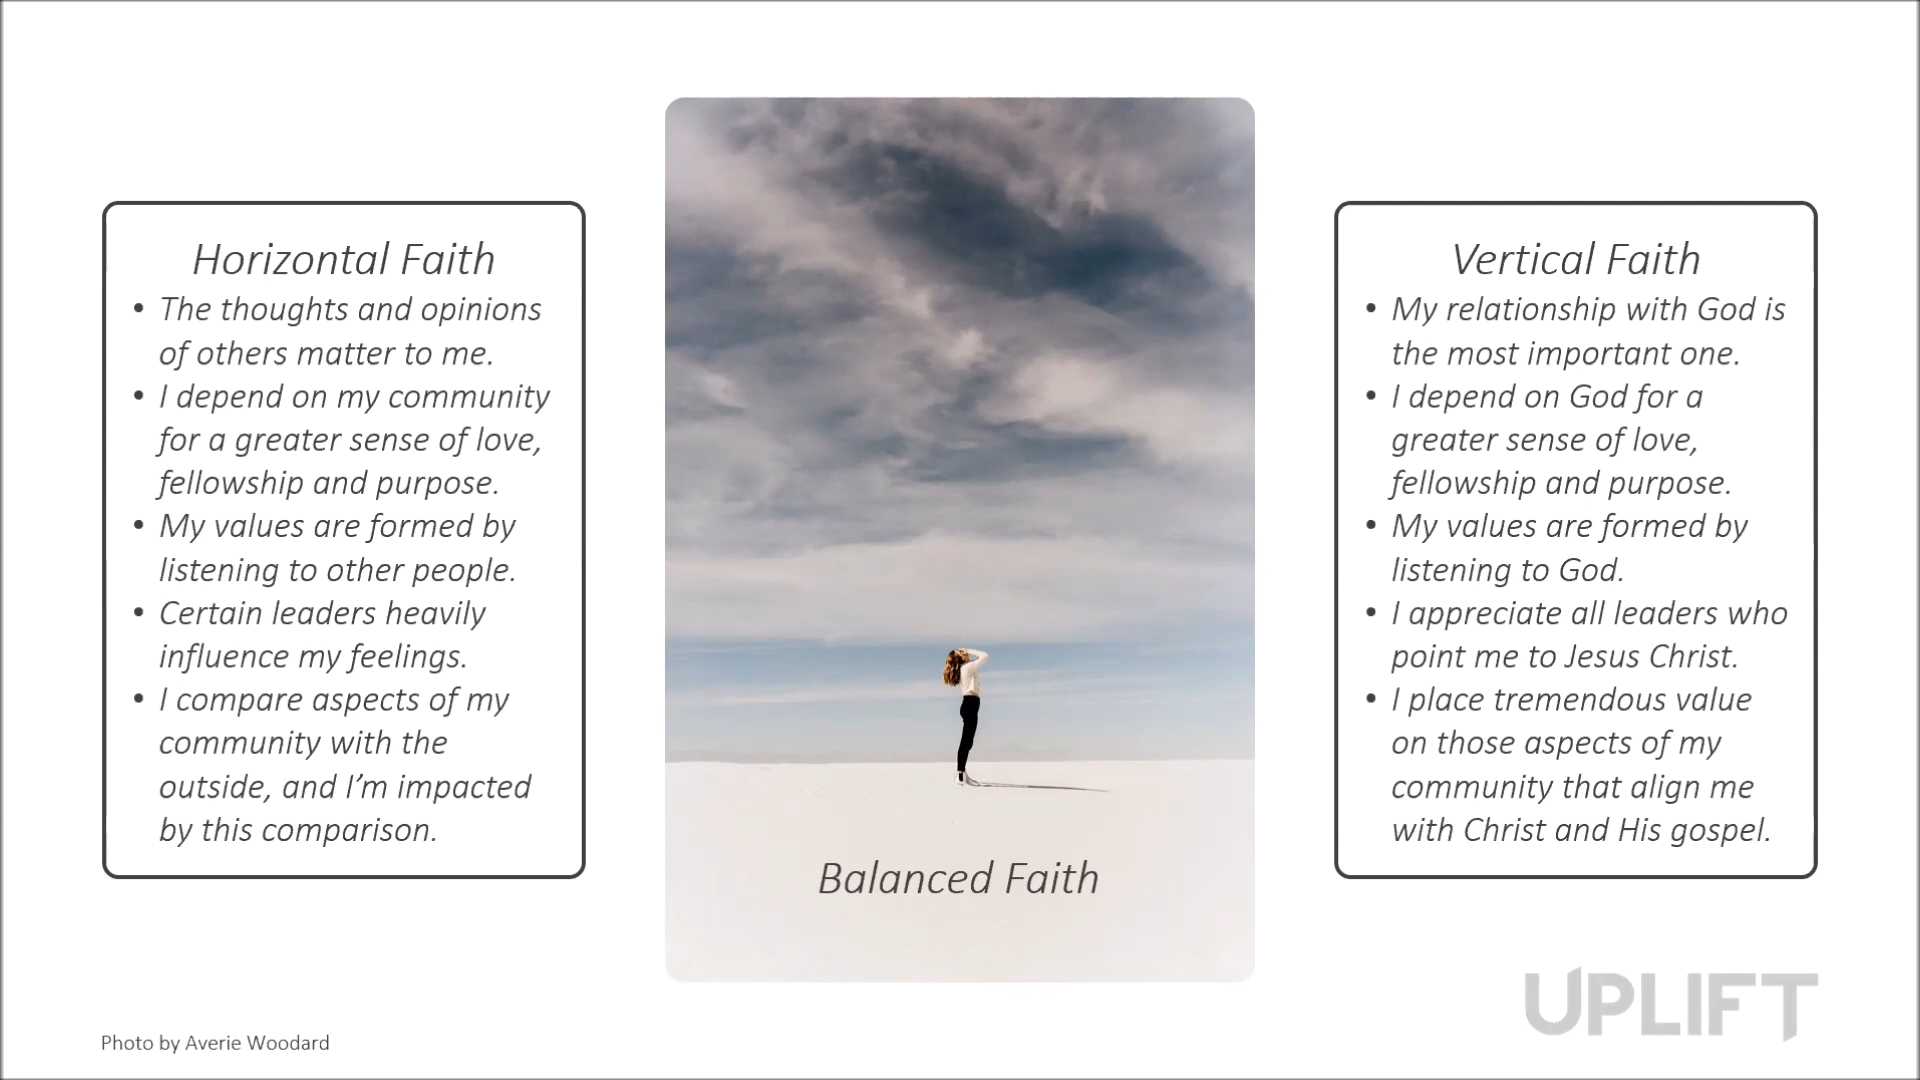 Horizontal Faith
• The thoughts and opinions
of others matter to me.
• I depend on my community
for a greater sense of love,
fellowship and purpose.
• My values are formed by
listening to other people.
• Certain leaders heavily
influence my feelings.
• I compare aspects of my
community with the
outside, and I’m impacted
by this comparison.
Balanced Faith
Vertical Faith
• My relationship with God is
the most important one.
• I depend on God for a
greater sense of love,
fellowship and purpose.
• My values are formed by
listening to God.
• I appreciate all leaders who
point me to Jesus Christ.
• I place tremendous value
on those aspects of my
community that align me
with Christ and His gospel.
UPLIFT
Photo by Averie Woodard